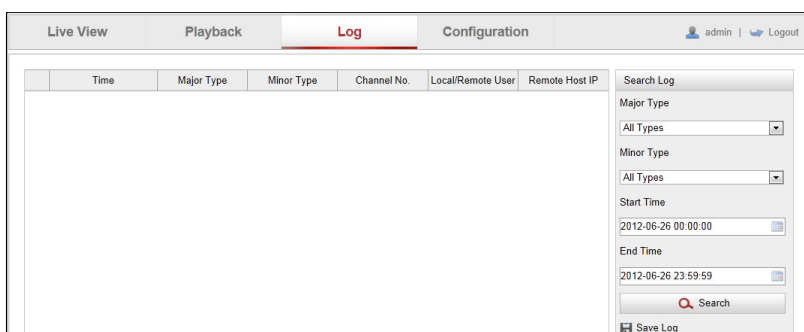 Live View Playback Log Configuration admin | Logout
Time Major Type Minor Type Channel No. Local/Remote User Remote Host IP
Search Log
Major Type
All Types
Minor Type
All Types
Start Time
2012-06-26 00:00:00
End Time
2012-06-26 23:59:59
Search
Save Log